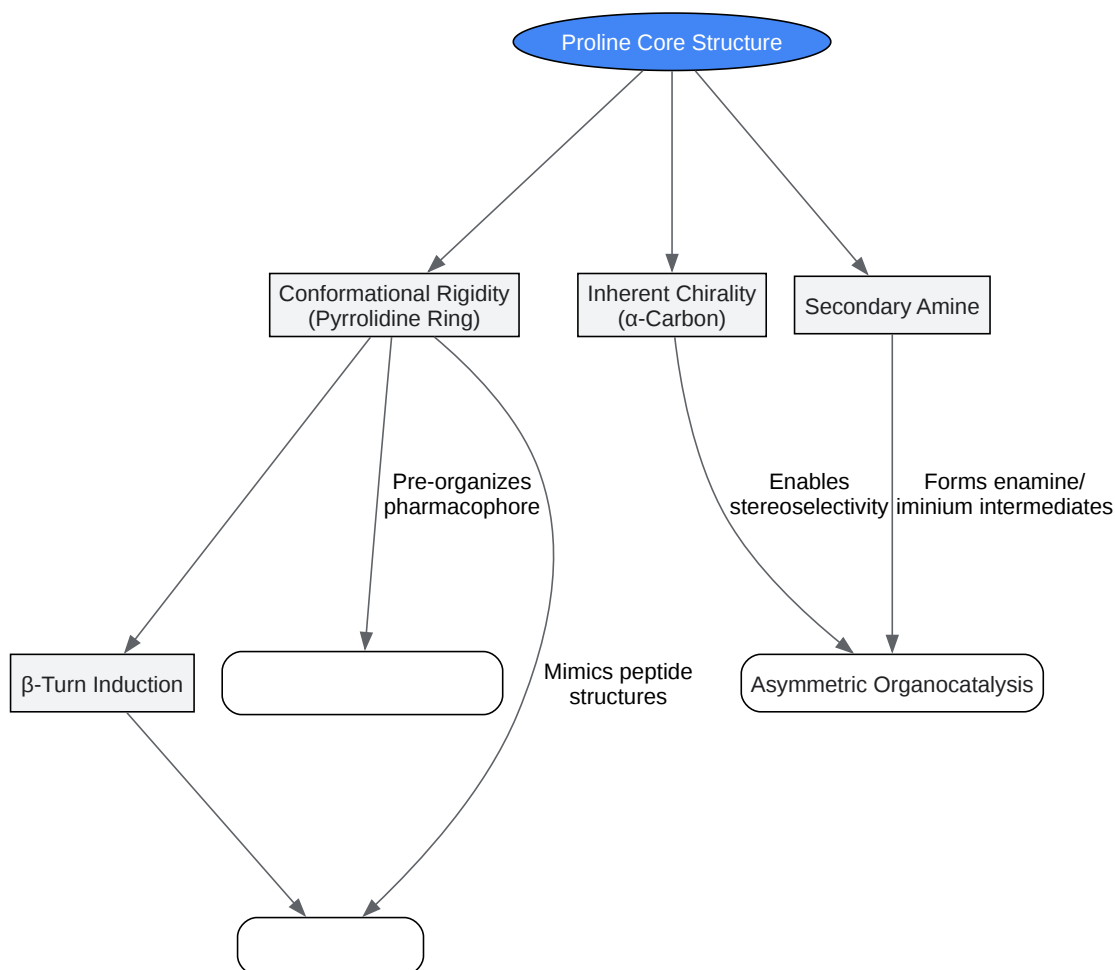 Proline Core Structure
Conformational Rigidity
(Pyrrolidine Ring)
Inherent Chirality
(α-Carbon)
Secondary Amine
Pre-organizes
pharmacophore
Enables
stereoselectivity
Forms enamine/
iminium intermediates
β-Turn Induction
Mimics peptide
structures
Asymmetric Organocatalysis